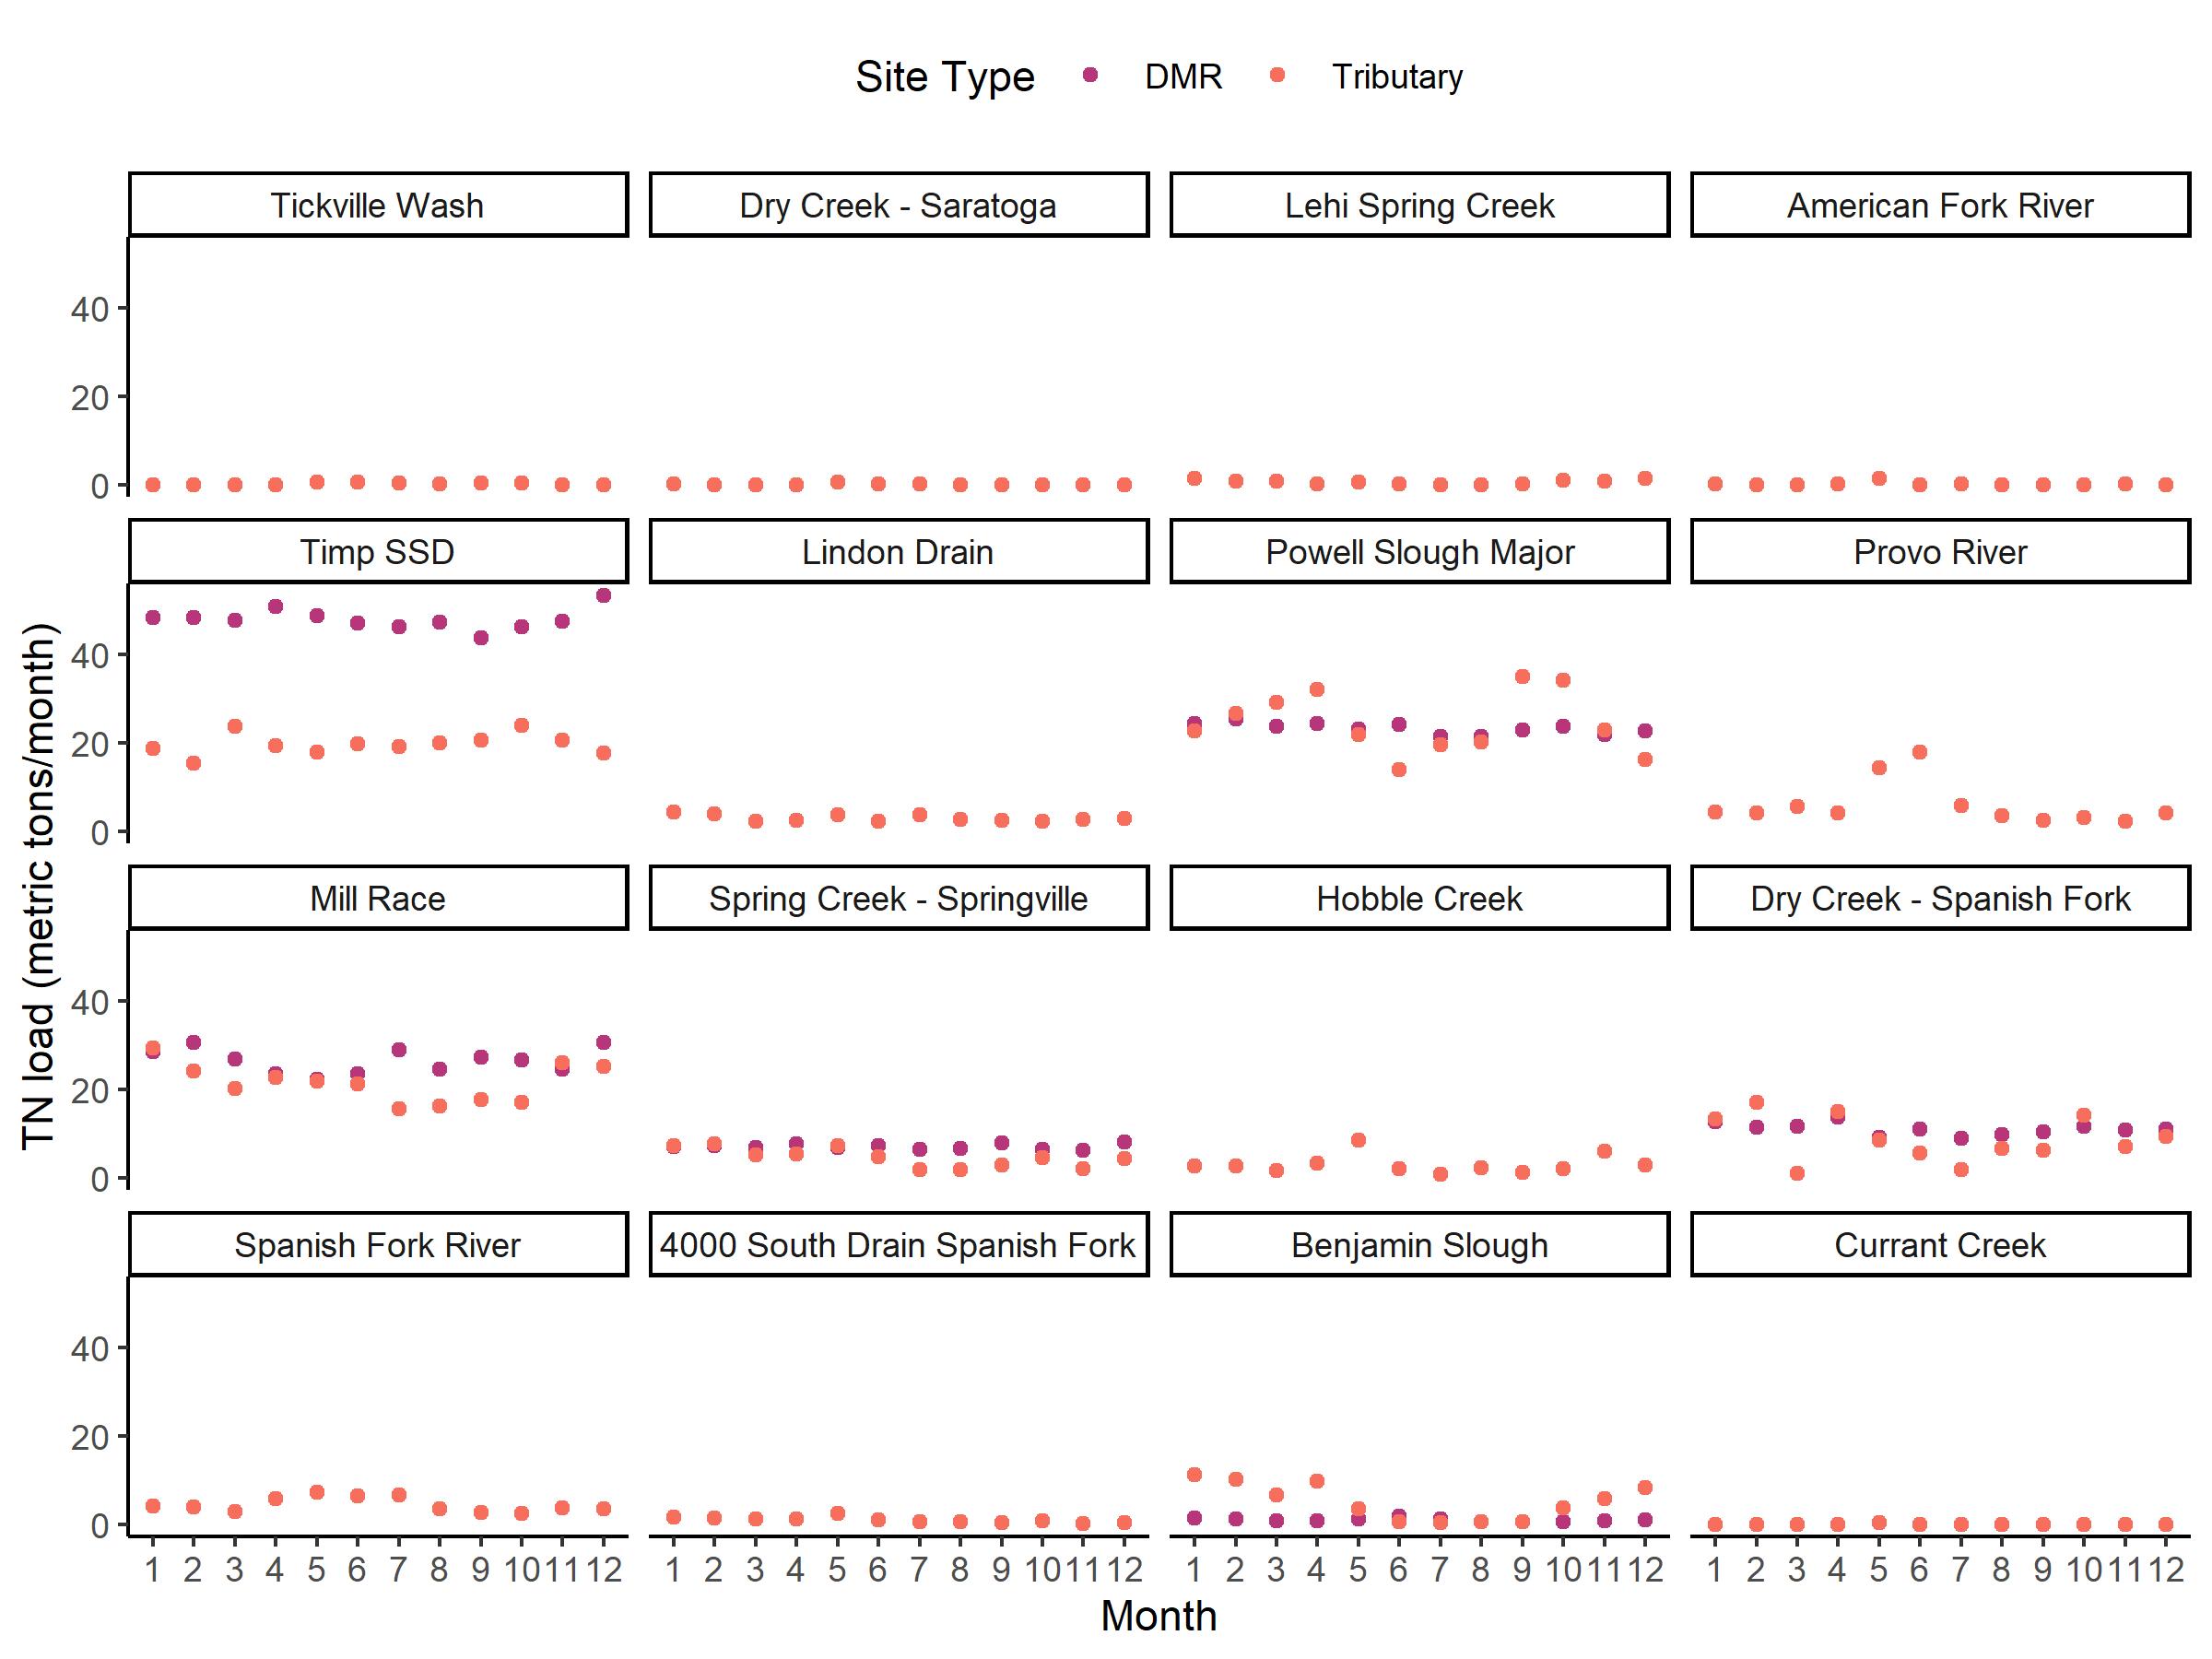 Site Type DMR Tributary
Tickville Wash Dry Creek - Saratoga Lehi Spring Creek American Fork River
40
20
0
Timp SSD Lindon Drain Powell Slough Major Provo River
40
20
0
Mill Race Spring Creek - Springville Hobble Creek Dry Creek - Spanish Fork
40
20
0
Spanish Fork River 4000 South Drain Spanish Fork Benjamin Slough Currant Creek
40
20
0
1 2 3 4 5 6 7 8 9 10 11 12 1 2 3 4 5 6 7 8 9 10 11 12 1 2 3 4 5 6 7 8 9 10 11 12 1 2 3 4 5 6 7 8 9 10 11 12
Month
TN load (metric tons/month)